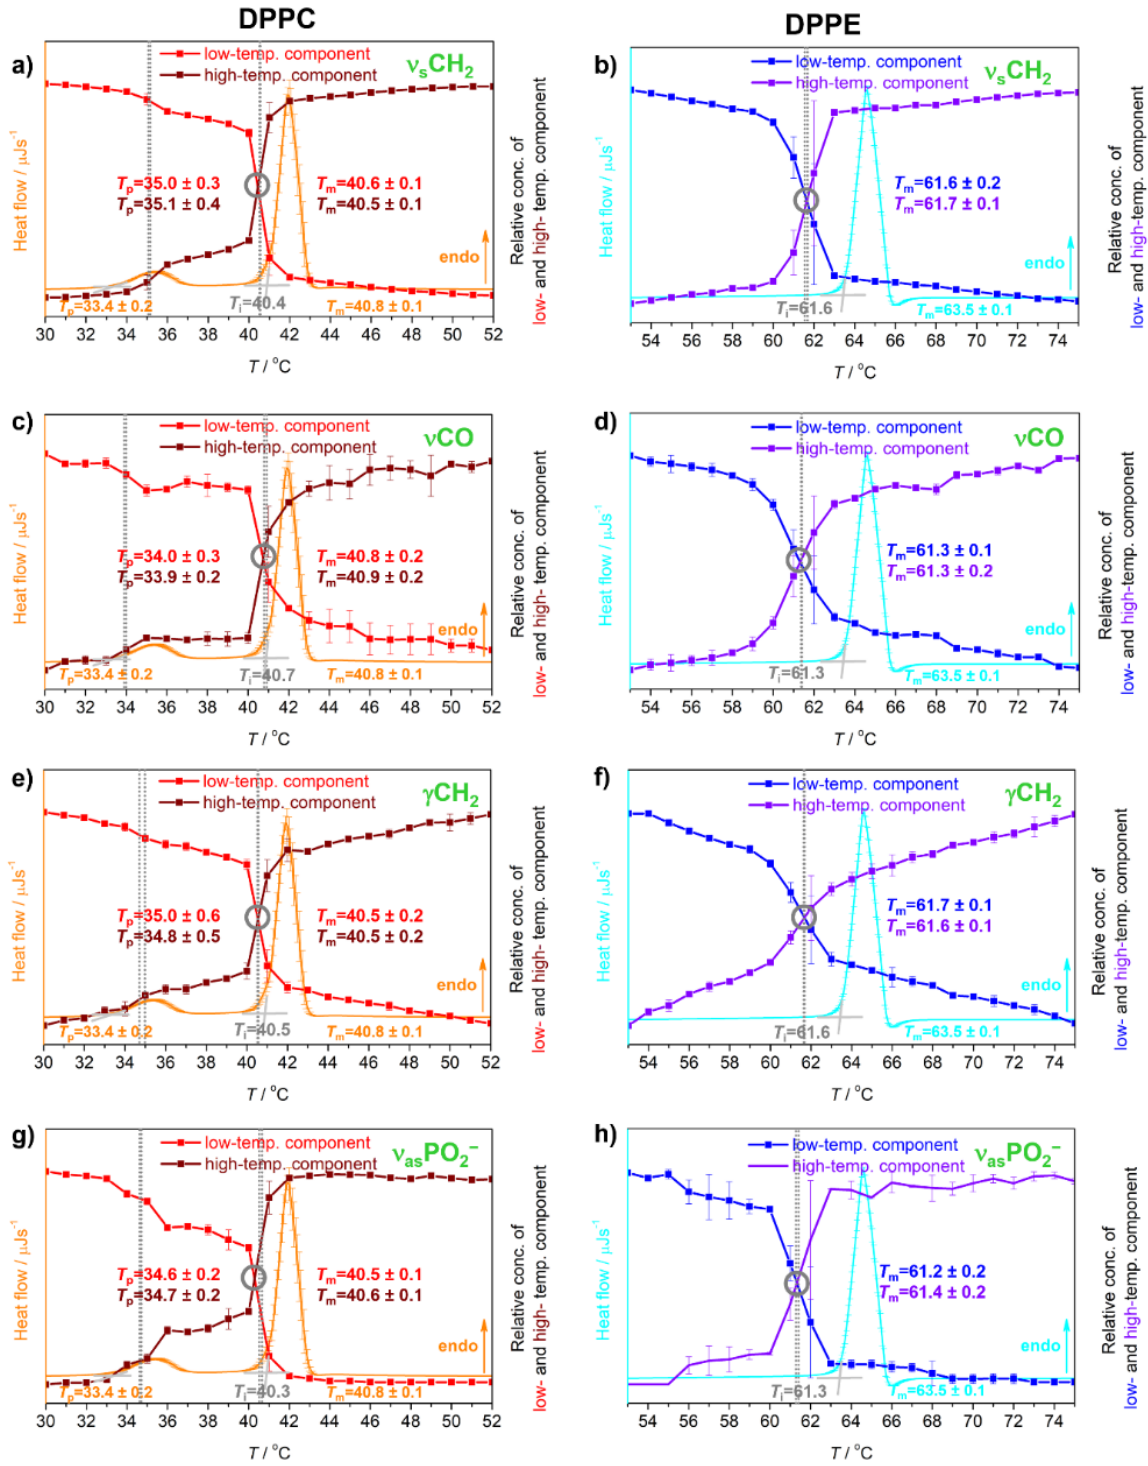 DPPC
DPPE
a)
low-temp. component
high-temp. component
νsCH2
Heat flow / μJs-1
Tp=35.0 ± 0.3
Tp=35.1 ± 0.4
Tm=40.6 ± 0.1
Tm=40.5 ± 0.1
endo
Tp=33.4 ± 0.2
Ti=40.4
Tm=40.8 ± 0.1
30 32 34 36 38 40 42 44 46 48 50 52
T / °C
Relative conc. of
low- and high- temp. component
b)
low-temp. component
high-temp. component
νsCH2
Heat flow / μJs-1
Tm=61.6 ± 0.2
Tm=61.7 ± 0.1
endo
Ti=61.6
Tm=63.5 ± 0.1
54 56 58 60 62 64 66 68 70 72 74
T / °C
Relative conc. of
low- and high-temp. component
c)
low-temp. component
high-temp. component
νCO
Heat flow / μJs-1
Tp=34.0 ± 0.3
Tp=33.9 ± 0.2
Tm=40.8 ± 0.2
Tm=40.9 ± 0.2
endo
Tp=33.4 ± 0.2
Ti=40.7
Tm=40.8 ± 0.1
30 32 34 36 38 40 42 44 46 48 50 52
T / °C
Relative conc. of
low- and high- temp. component
d)
low-temp. component
high-temp. component
νCO
Heat flow / μJs-1
Tm=61.3 ± 0.1
Tm=61.3 ± 0.2
endo
Ti=61.3
Tm=63.5 ± 0.1
54 56 58 60 62 64 66 68 70 72 74
T / °C
Relative conc. of
low- and high-temp. component
e)
low-temp. component
high-temp. component
γCH2
Heat flow / μJs-1
Tp=35.0 ± 0.6
Tp=34.8 ± 0.5
Tm=40.5 ± 0.2
Tm=40.5 ± 0.2
endo
Tp=33.4 ± 0.2
Ti=40.5
Tm=40.8 ± 0.1
30 32 34 36 38 40 42 44 46 48 50 52
T / °C
Relative conc. of
low- and high- temp. component
f)
low-temp. component
high-temp. component
γCH2
Heat flow / μJs-1
Tm=61.7 ± 0.1
Tm=61.6 ± 0.1
endo
Ti=61.6
Tm=63.5 ± 0.1
54 56 58 60 62 64 66 68 70 72 74
T / °C
Relative conc. of
low- and high-temp. component
g)
low-temp. component
high-temp. component
νasPO2−
Heat flow / μJs-1
Tp=34.6 ± 0.2
Tp=34.7 ± 0.2
Tm=40.5 ± 0.1
Tm=40.6 ± 0.1
endo
Tp=33.4 ± 0.2
Ti=40.3
Tm=40.8 ± 0.1
30 32 34 36 38 40 42 44 46 48 50 52
T / °C
Relative conc. of
low- and high- temp. component
h)
low-temp. component
high-temp. component
νasPO2−
Heat flow / μJs-1
Tm=61.2 ± 0.2
Tm=61.4 ± 0.2
endo
Ti=61.3
Tm=63.5 ± 0.1
54 56 58 60 62 64 66 68 70 72 74
T / °C
Relative conc. of
low- and high-temp. component